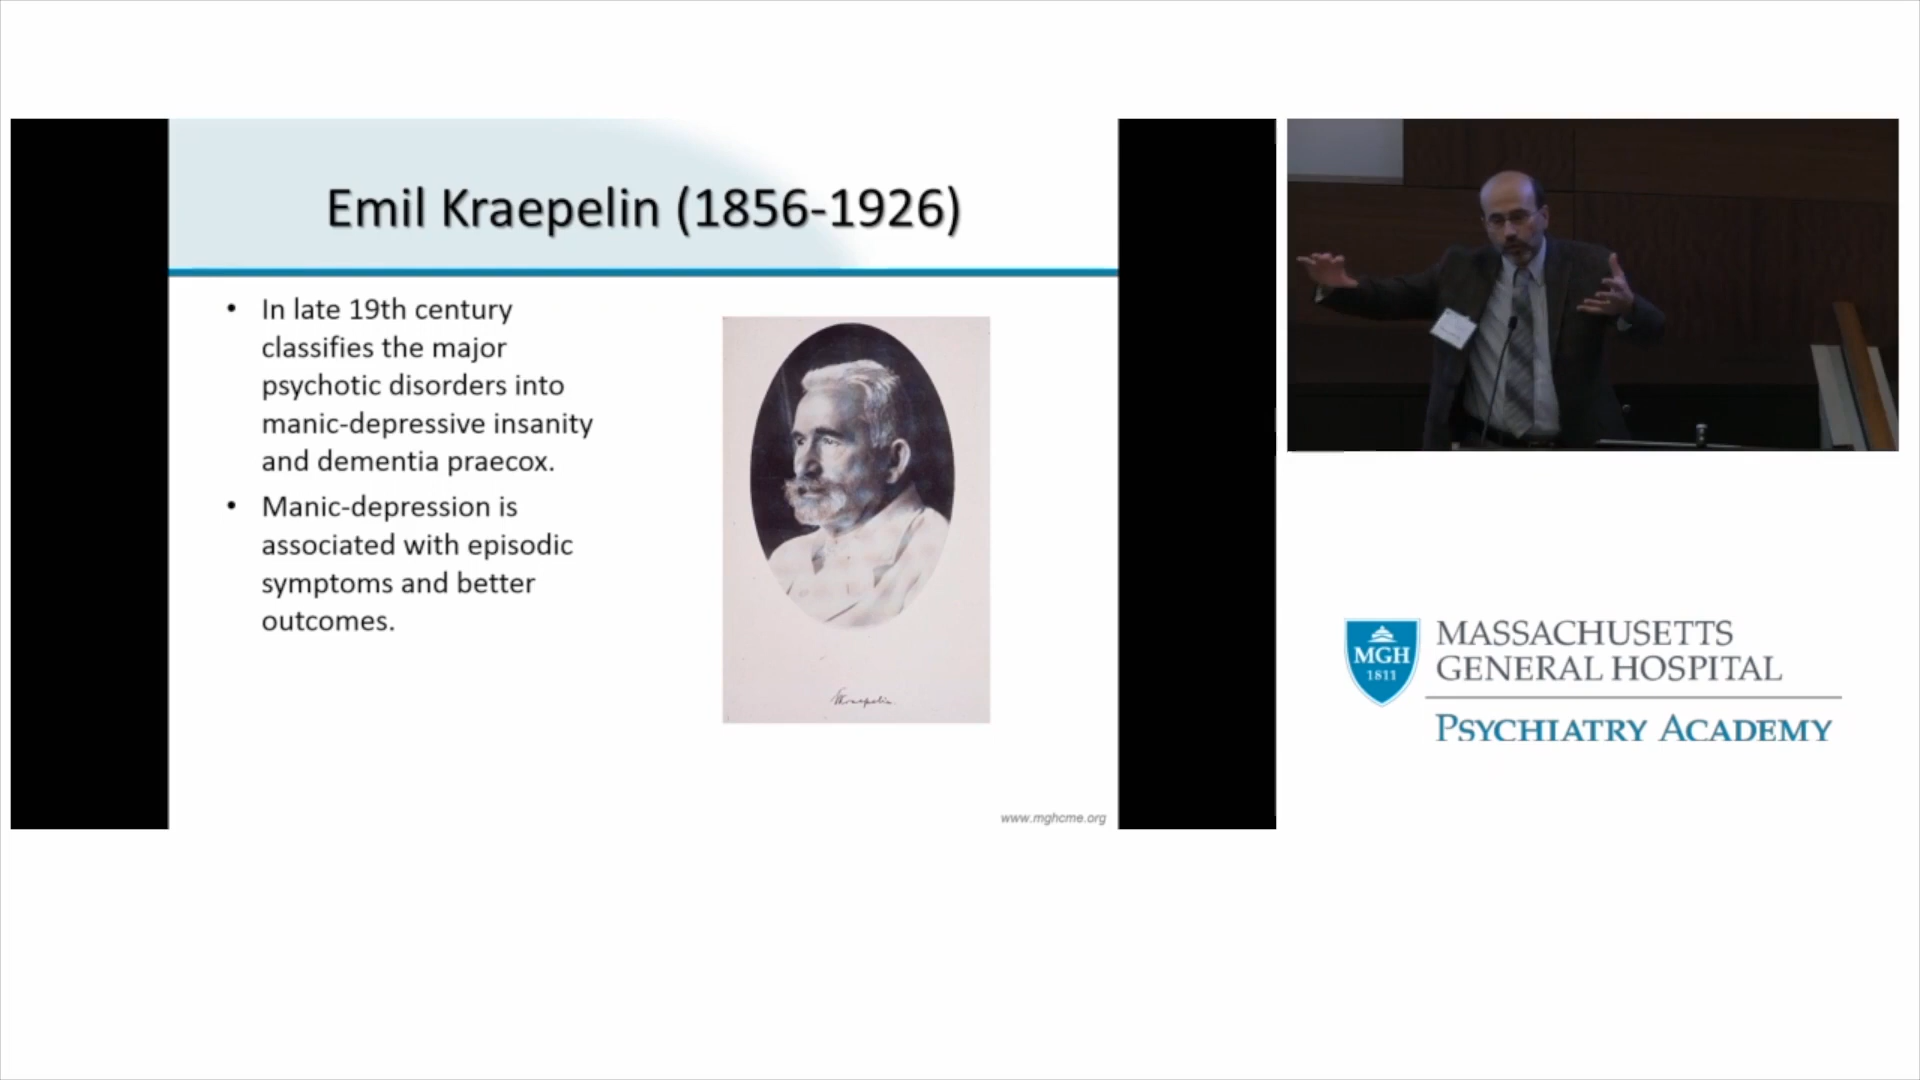 Emil Kraepelin (1856-1926)
• In late 19th century
classifies the major
psychotic disorders into
manic-depressive insanity
and dementia praecox.
• Manic-depression is
associated with episodic
symptoms and better
outcomes.
Kraepelin
www.mghcme.org
MGH
1811
MASSACHUSETTS
GENERAL HOSPITAL
PSYCHIATRY ACADEMY